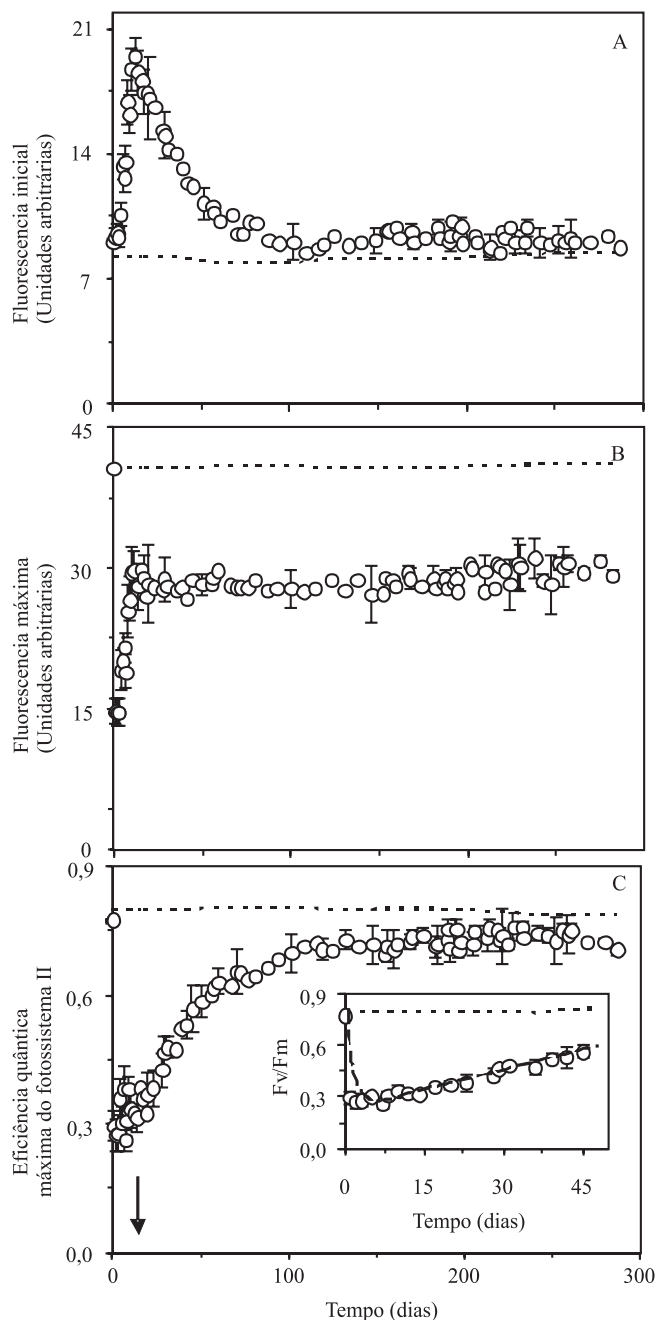 21
A
14
7
0
Fluorescencia inicial
(Unidades arbitrárias)
45
B
30
15
0
Fluorescencia máxima
(Unidades arbitrárias)
0,9
C
0,6
0,3
0,0
Eficiência quântica
máxima do fotossistema II
0,9
0,6
0,3
0,0
Fv/Fm
0 15 30 45
Tempo (dias)
0 100 200 300
Tempo (dias)